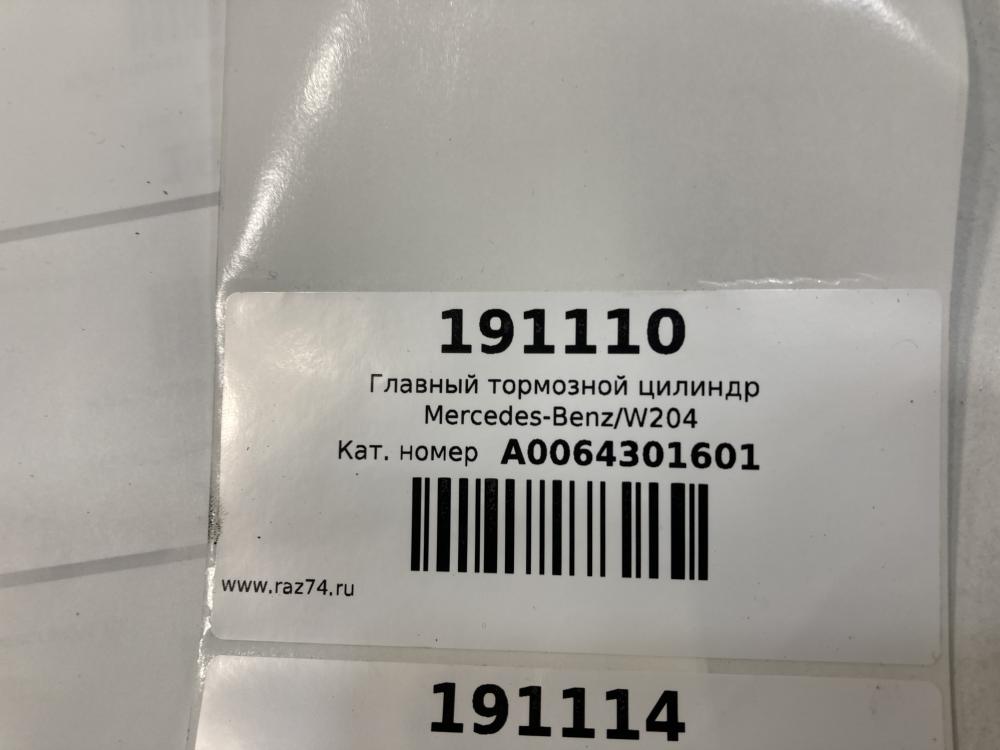 191110
Главный тормозной цилиндр
Mercedes-Benz/W204
Кат. номер A0064301601
www.raz74.ru
191114